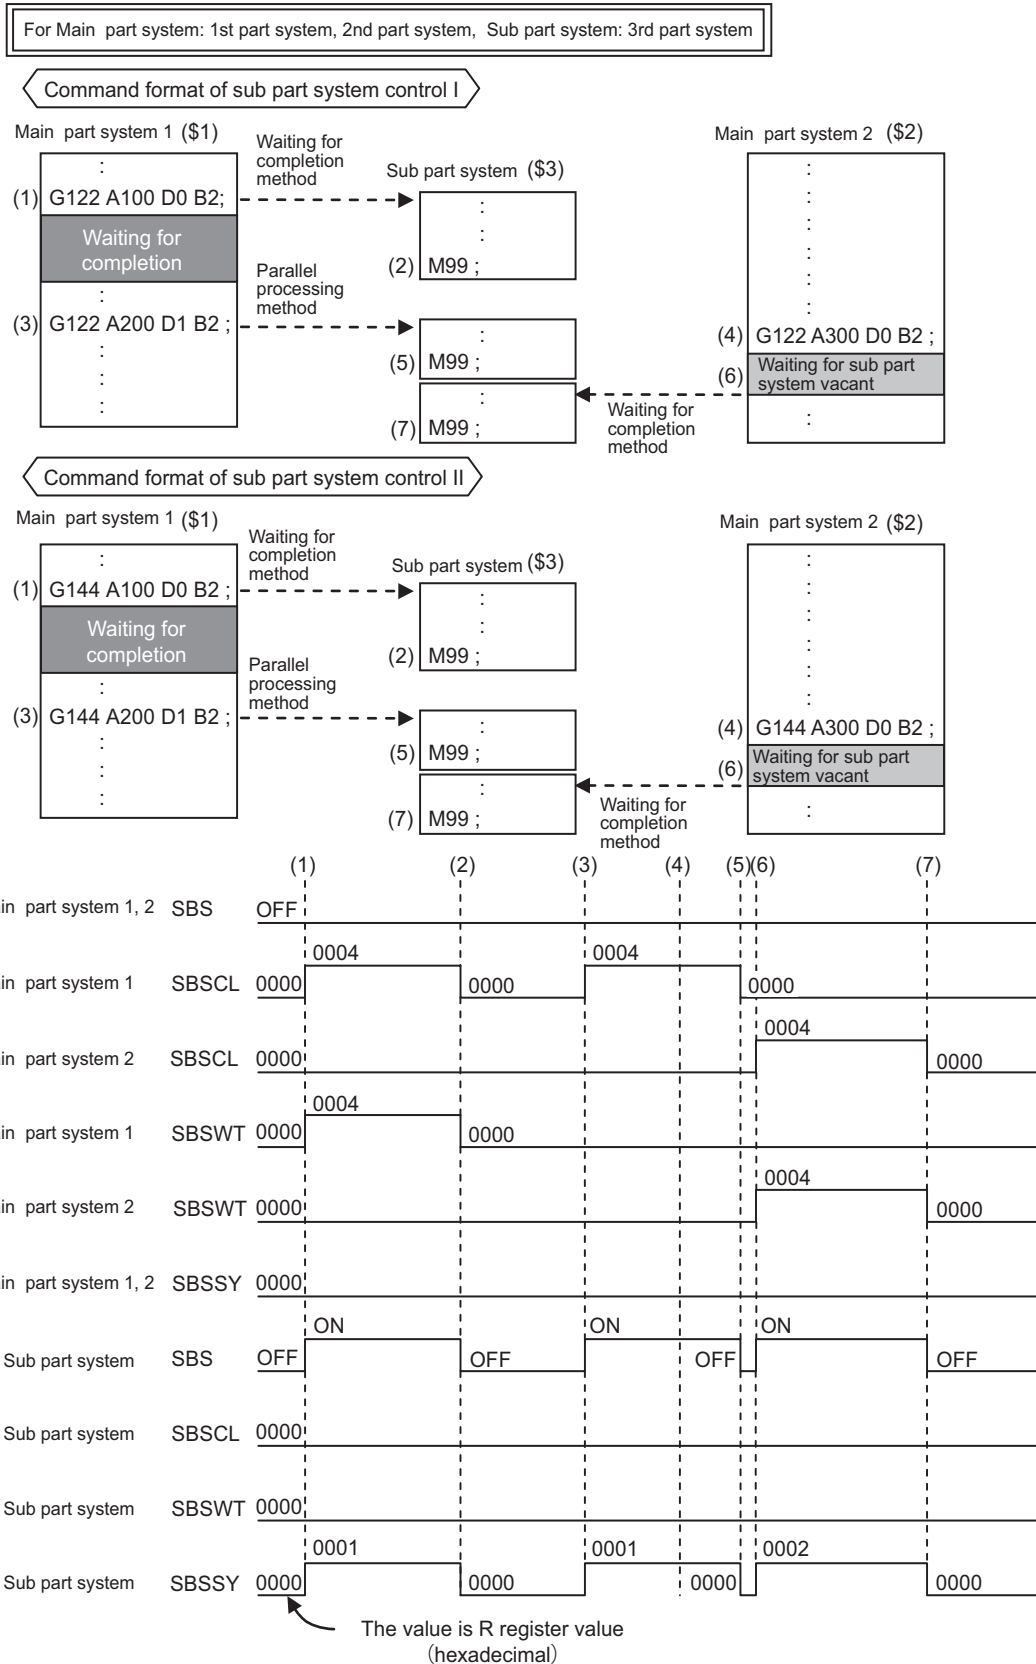 For Main part system: 1st part system, 2nd part system, Sub part system: 3rd part system
Command format of sub part system control I
Main part system 1 ($1)
Waiting for
completion
method
Sub part system ($3)
Main part system 2 ($2)
:
(1) G122 A100 D0 B2;
Waiting for
completion
:
:
(2) M99 ;
Parallel
processing
method
:
(3) G122 A200 D1 B2 ;
:
:
:
:
(5) M99 ;
:
(7) M99 ;
:
:
:
:
:
:
(4) G122 A300 D0 B2 ;
(6) Waiting for sub part
system vacant
:
Waiting for
completion
method
Command format of sub part system control II
Main part system 1 ($1)
Waiting for
completion
method
Sub part system ($3)
Main part system 2 ($2)
:
(1) G144 A100 D0 B2 ;
Waiting for
completion
:
:
(2) M99 ;
Parallel
processing
method
:
(3) G144 A200 D1 B2 ;
:
:
:
:
(5) M99 ;
:
(7) M99 ;
:
:
:
:
:
:
(4) G144 A300 D0 B2 ;
(6) Waiting for sub part
system vacant
:
Waiting for
completion
method
(1) (2) (3) (4) (5) (6) (7)
in part system 1, 2 SBS OFF
0004 0004
in part system 1 SBSCL 0000 0000 0000
0004
in part system 2 SBSCL 0000 0000
0004
in part system 1 SBSWT 0000 0000
0004
in part system 2 SBSWT 0000 0000
in part system 1, 2 SBSSY 0000
ON ON ON
Sub part system SBS OFF OFF OFF OFF
Sub part system SBSCL 0000
Sub part system SBSWT 0000
0001 0001 0002
Sub part system SBSSY 0000 0000 0000 0000
The value is R register value
(hexadecimal)